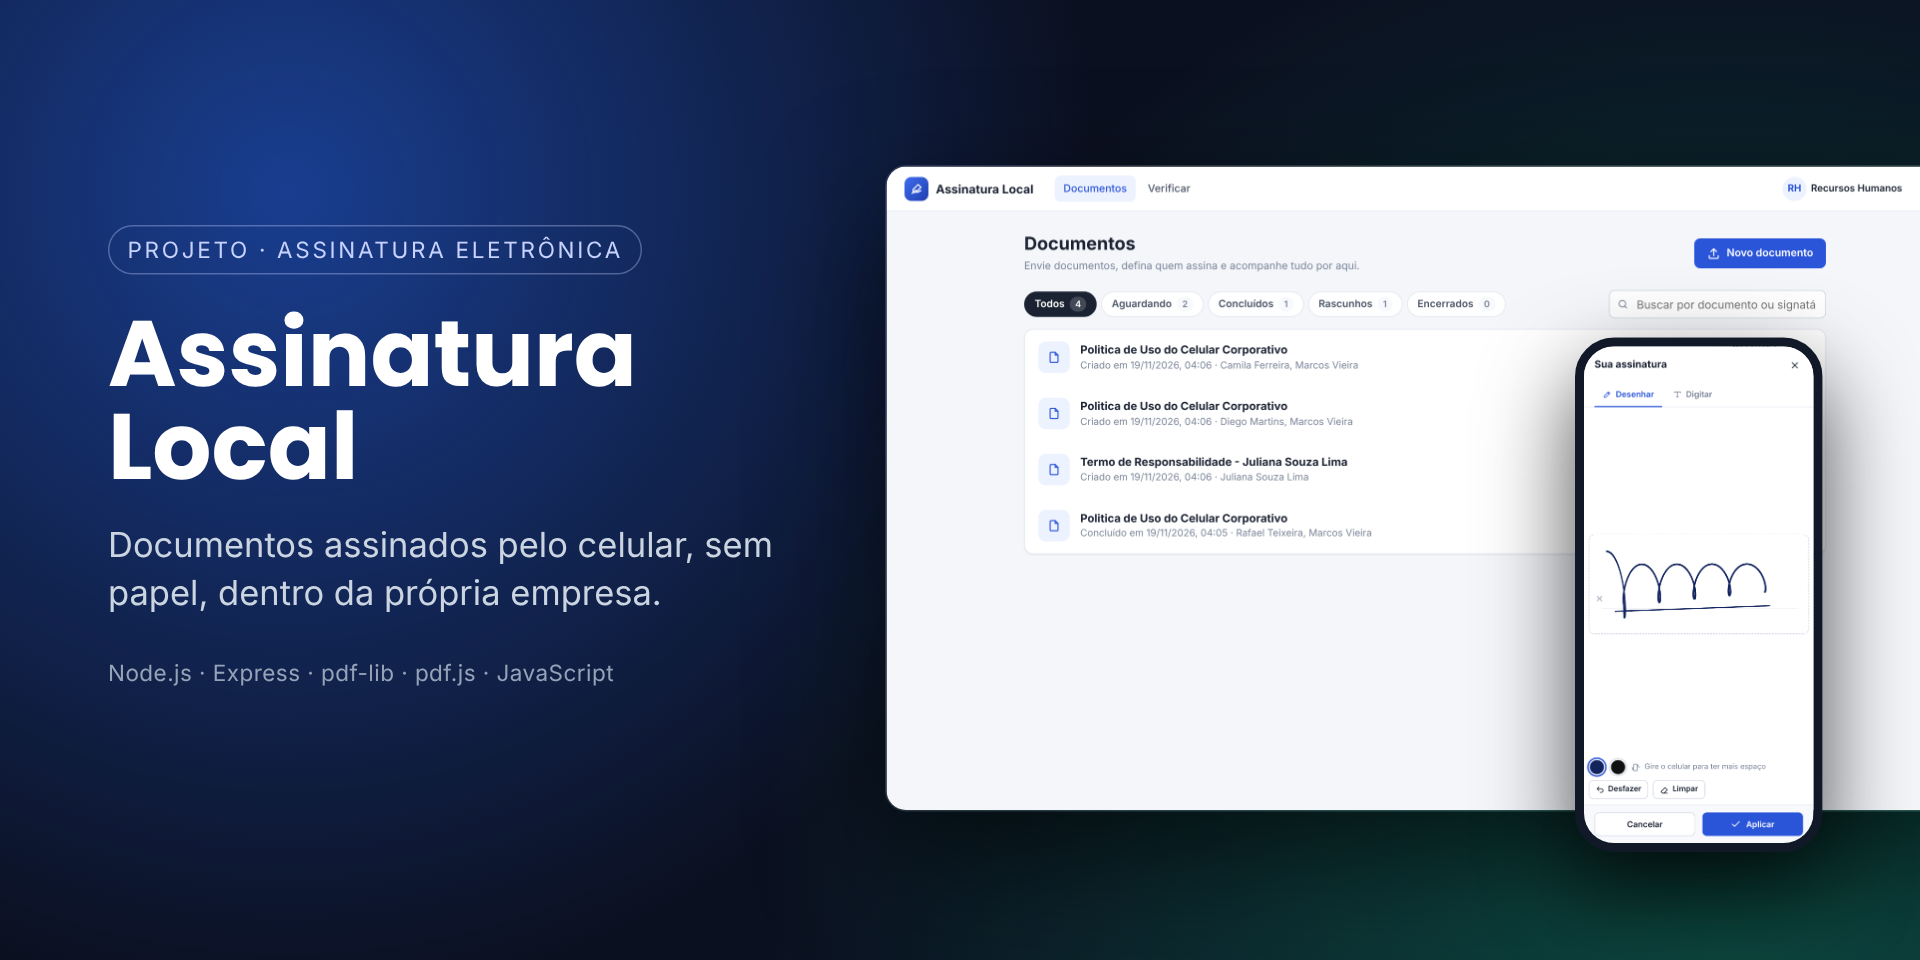 PROJETO · ASSINATURA ELETRÔNICA
Assinatura
Local
Documentos assinados pelo celular, sem
papel, dentro da própria empresa.
Node.js · Express · pdf-lib · pdf.js · JavaScript
Assinatura Local
Documentos
Verificar
RH
Recursos Humanos
Documentos
Envie documentos, defina quem assina e acompanhe tudo por aqui.
Novo documento
Todos 4
Aguardando 2
Concluídos 1
Rascunhos 1
Encerrados 0
Buscar por documento ou signatá
Politica de Uso do Celular Corporativo
Criado em 19/11/2026, 04:06 · Camila Ferreira, Marcos Vieira
Politica de Uso do Celular Corporativo
Criado em 19/11/2026, 04:06 · Diego Martins, Marcos Vieira
Termo de Responsabilidade - Juliana Souza Lima
Criado em 19/11/2026, 04:06 · Juliana Souza Lima
Politica de Uso do Celular Corporativo
Concluído em 19/11/2026, 04:05 · Rafael Teixeira, Marcos Vieira
Sua assinatura
Desenhar
Digitar
Gire o celular para ter mais espaço
Desfazer
Limpar
Cancelar
Aplicar